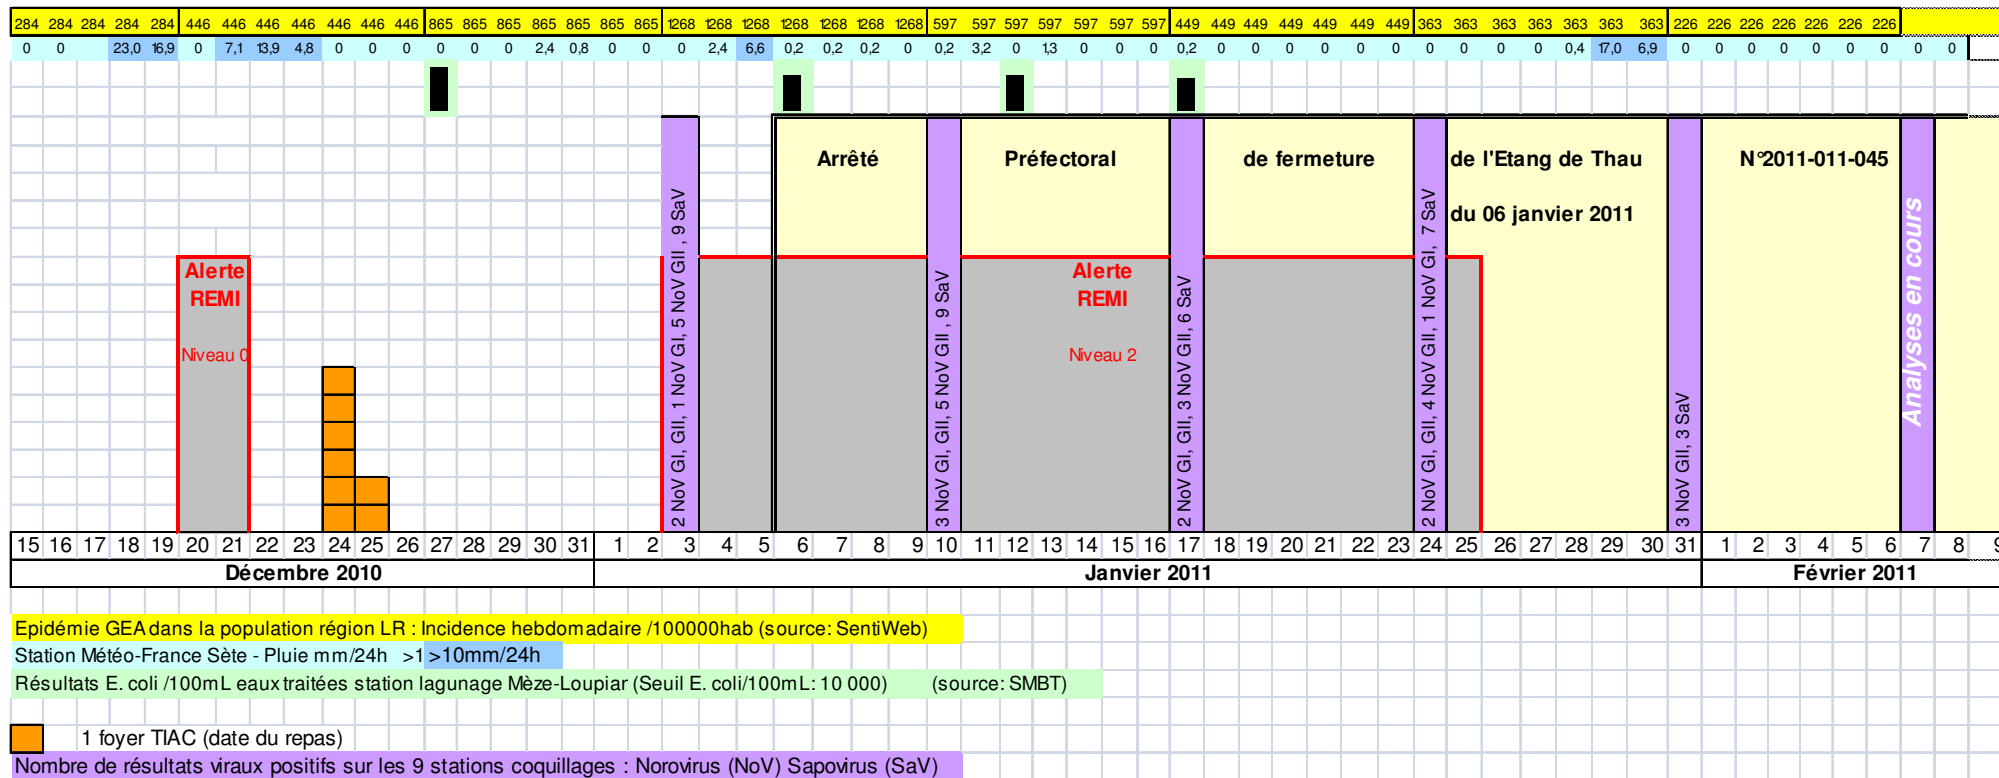 284 284 284 284 284 446 446 446 446 446 446 446 865 865 865 865 865 865 865 1268 1268 1268 1268 1268 1268 1268 597 597 597 597 597 597 597 449 449 449 449 449 449 449 363 363 363 363 363 363 363 226 226 226 226 226 226 226
0 0 23,0 16,9 0 7,1 13,9 4,8 0 0 0 0 0 0 2,4 0,8 0 0 0 2,4 6,6 0,2 0,2 0,2 0 0,2 3,2 0 1,3 0 0 0 0,2 0 0 0 0 0 0 0 0 0 0 0,4 17,0 6,9 0 0 0 0 0 0 0 0 0
Arrêté Préfectoral de fermeture de l'Etang de Thau N°2011-011-045
du 06 janvier 2011
Alerte
REMI
Niveau 0
2 NoV GI, GII, 1 NoV GI, 5 NoV GII , 9 SaV
3 NoV GI, GII, 5 NoV GII , 9 SaV
Alerte
REMI
Niveau 2
2 NoV GI, GII, 3 NoV GII, 6 SaV
2 NoV GI, GII, 4 NoV GII, 1 NoV GI, 7 SaV
3 NoV GII, 3 SaV
Analyses en cours
15 16 17 18 19 20 21 22 23 24 25 26 27 28 29 30 31 1 2 3 4 5 6 7 8 9 10 11 12 13 14 15 16 17 18 19 20 21 22 23 24 25 26 27 28 29 30 31 1 2 3 4 5 6 7 8 9
Décembre 2010 Janvier 2011 Février 2011
Epidémie GEA dans la population région LR : Incidence hebdomadaire /100000hab (source: SentiWeb)
Station Météo-France Sète - Pluie mm/24h >1 >10mm/24h
Résultats E. coli /100mL eaux traitées station lagunage Mèze-Loupiar (Seuil E. coli/100mL: 10 000) (source: SMBT)
1 foyer TIAC (date du repas)
Nombre de résultats viraux positifs sur les 9 stations coquillages : Norovirus (NoV) Sapovirus (SaV)